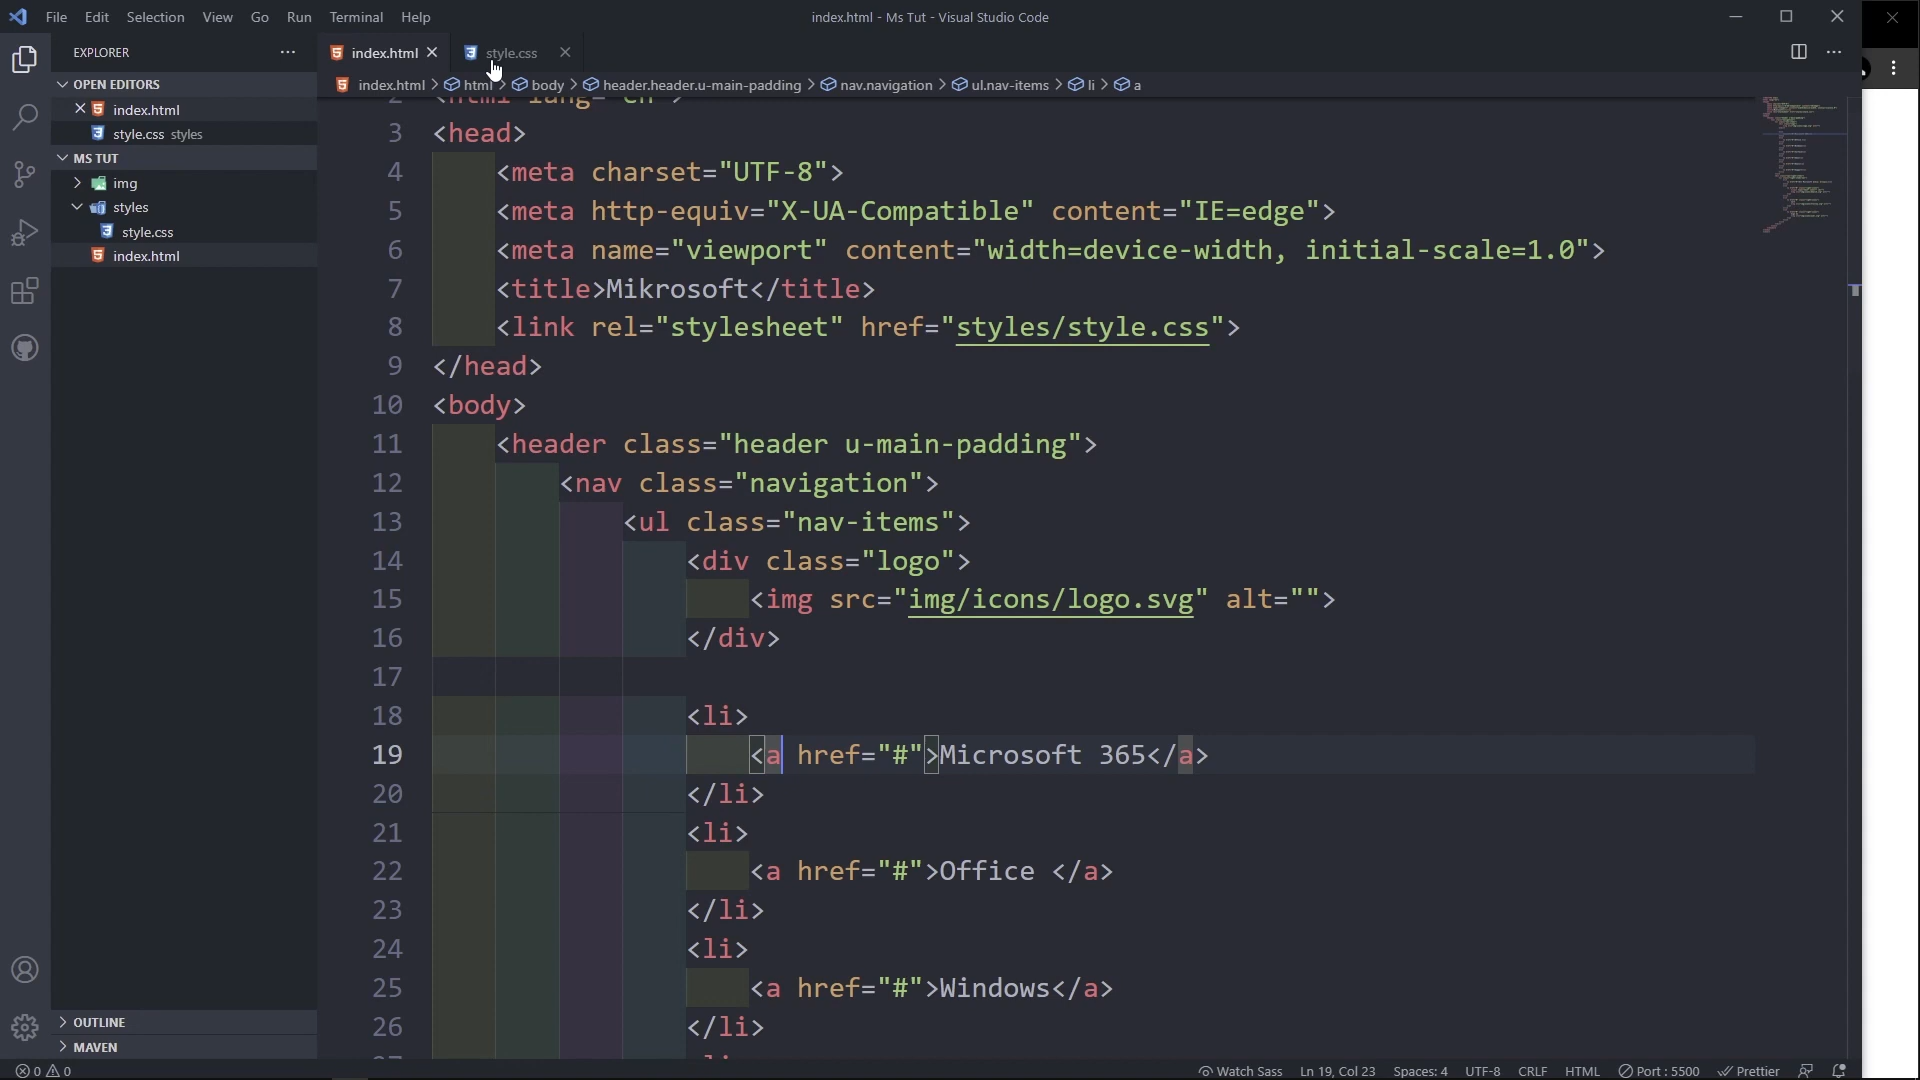 File Edit Selection View Go Run Terminal Help
index.html - Ms Tut - Visual Studio Code
EXPLORER
index.html
style.css
OPEN EDITORS
index.html
style.css styles
MS TUT
img
styles
style.css
index.html
OUTLINE
MAVEN
index.html > html > body > header.header.u-main-padding > nav.navigation > ul.nav-items > li > a
2 <html lang="en">
3 <head>
4 <meta charset="UTF-8">
5 <meta http-equiv="X-UA-Compatible" content="IE=edge">
6 <meta name="viewport" content="width=device-width, initial-scale=1.0">
7 <title>Mikrosoft</title>
8 <link rel="stylesheet" href="styles/style.css">
9 </head>
10 <body>
11 <header class="header u-main-padding">
12 <nav class="navigation">
13 <ul class="nav-items">
14 <div class="logo">
15 <img src="img/icons/logo.svg" alt="">
16 </div>
17
18 <li>
19 <a href="#">Microsoft 365</a>
20 </li>
21 <li>
22 <a href="#">Office </a>
23 </li>
24 <li>
25 <a href="#">Windows</a>
26 </li>
0 0
Watch Sass Ln 19, Col 23 Spaces: 4 UTF-8 CRLF HTML Port : 5500 Prettier